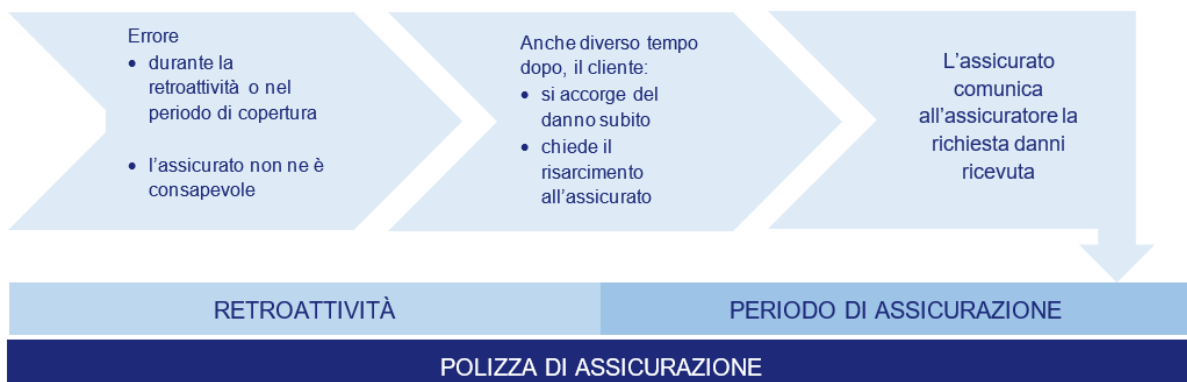 Errore
• durante la
retroattività o nel
periodo di copertura
• l'assicurato non ne è
consapevole
Anche diverso tempo
dopo, il cliente:
• si accorge del
danno subito
• chiede il
risarcimento
all'assicurato
L'assicurato
comunica
all'assicuratore la
richiesta danni
ricevuta
RETROATTIVITÀ
PERIODO DI ASSICURAZIONE
POLIZZA DI ASSICURAZIONE